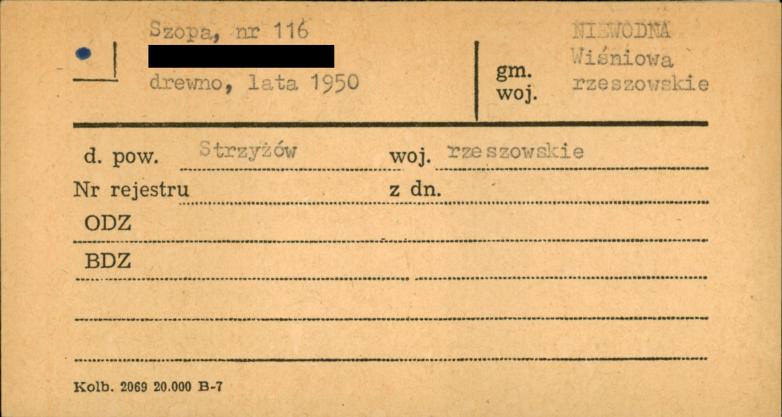 Szopa, nr 116
drewno, lata 1950
NIEWODNA
gm. Wiśniowa
woj. rzeszowskie
d. pow. Strzyżów woj. rzeszowskie
Nr rejestru z dn.
ODZ
BDZ
Kolb. 2069 20.000 B-7